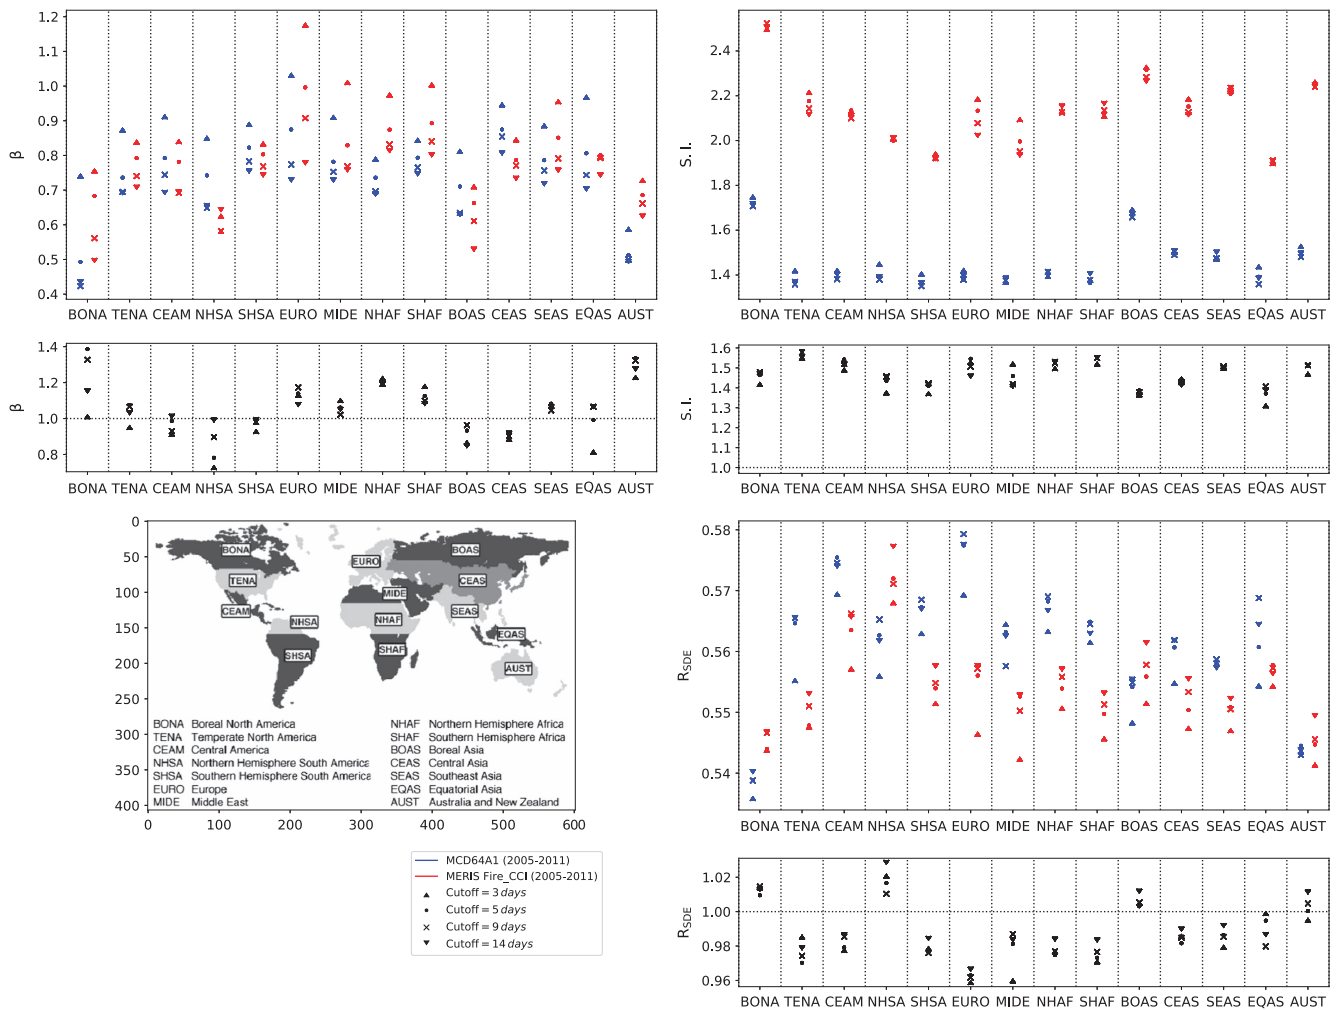 1.2
1.1
1.0
0.9
0.8
0.7
0.6
0.5
0.4
β
BONA TENA CEAM NHSA SHSA EURO MIDE NHAF SHAF BOAS CEAS SEAS EQAS AUST
2.4
2.2
2.0
1.8
1.6
1.4
S.I.
BONA TENA CEAM NHSA SHSA EURO MIDE NHAF SHAF BOAS CEAS SEAS EQAS AUST
1.4
1.2
1.0
0.8
β
BONA TENA CEAM NHSA SHSA EURO MIDE NHAF SHAF BOAS CEAS SEAS EQAS AUST
1.6
1.5
1.4
1.3
1.2
1.1
1.0
S.I.
BONA TENA CEAM NHSA SHSA EURO MIDE NHAF SHAF BOAS CEAS SEAS EQAS AUST
0
50
100
150
200
250
300
350
400
BONA
BOAS
EURO
TENA
CEAS
MIDE
CEAM
SEAS
NHSA
NHAF
EQAS
SHSA
SHAF
AUST
BONA Boreal North America
TENA Temperate North America
CEAM Central America
NHSA Northern Hemisphere South America
SHSA Southern Hemisphere South America
EURO Europe
MIDE Middle East
NHAF Northern Hemisphere Africa
SHAF Southern Hemisphere Africa
BOAS Boreal Asia
CEAS Central Asia
SEAS Southeast Asia
EQAS Equatorial Asia
AUST Australia and New Zealand
0 100 200 300 400 500 600
MCD64A1 (2005-2011)
MERIS Fire_CCI (2005-2011)
Cutoff = 3 days
Cutoff = 5 days
Cutoff = 9 days
Cutoff = 14 days
0.58
0.57
0.56
0.55
0.54
RSDE
BONA TENA CEAM NHSA SHSA EURO MIDE NHAF SHAF BOAS CEAS SEAS EQAS AUST
1.02
1.00
0.98
0.96
RSDE
BONA TENA CEAM NHSA SHSA EURO MIDE NHAF SHAF BOAS CEAS SEAS EQAS AUST